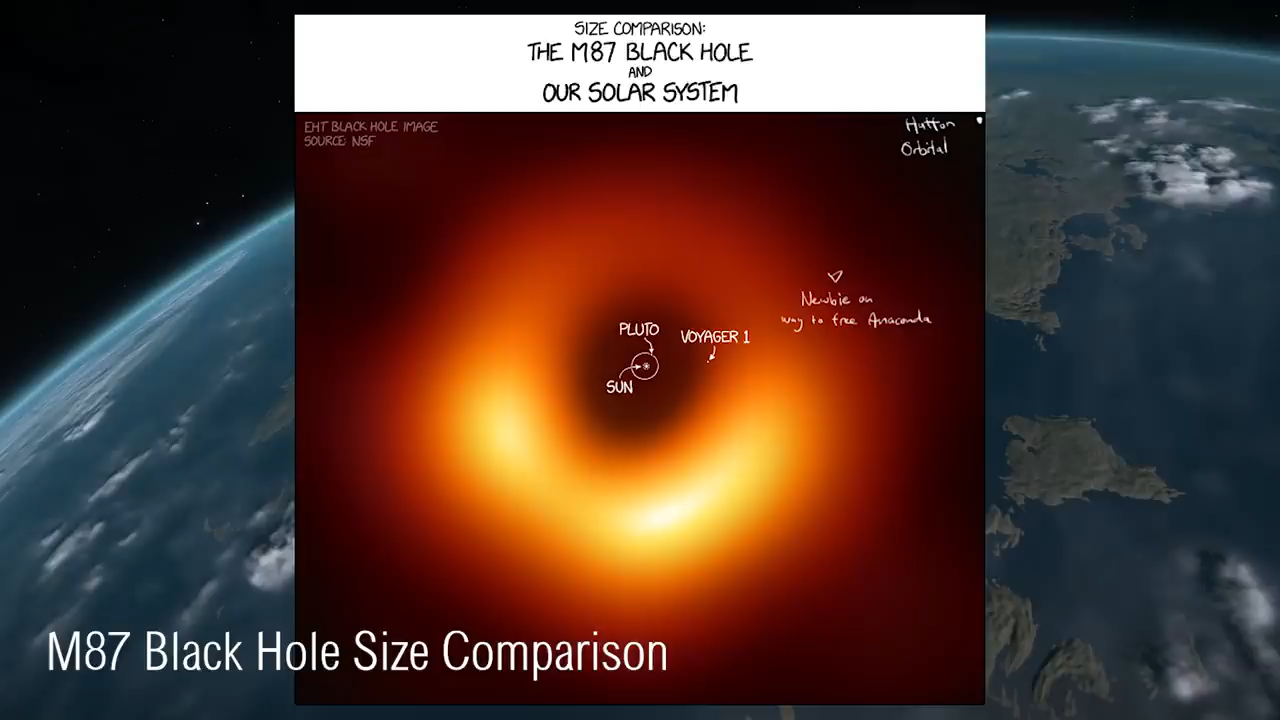 SIZE COMPARISON:
THE M87 BLACK HOLE
AND
OUR SOLAR SYSTEM
EHT BLACK HOLE IMAGE
SOURCE: NSF
Hutton
Orbital
Newbie on
way to free Anaconda
PLUTO
VOYAGER 1
SUN
M87 Black Hole Size Comparison